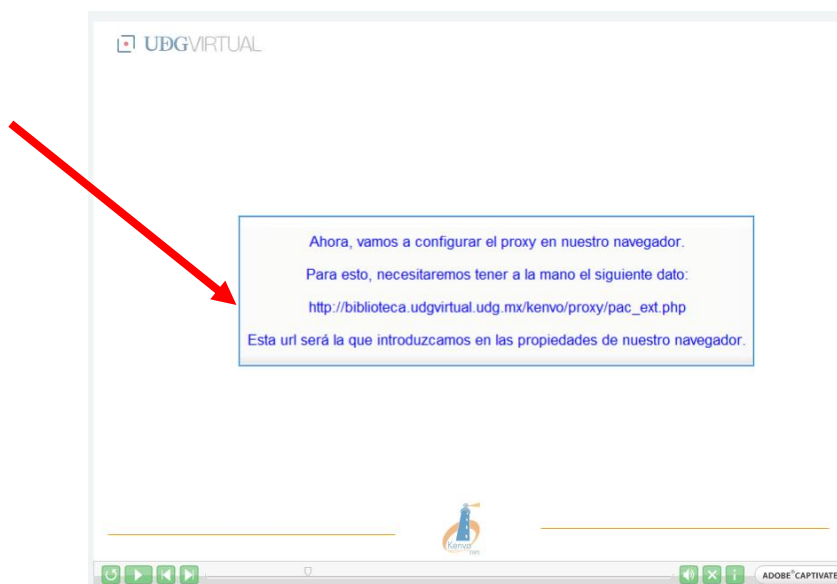 UDGVIRTUAL
Ahora, vamos a configurar el proxy en nuestro navegador.
Para esto, necesitaremos tener a la mano el siguiente dato:
http://biblioteca.udgvirtual.udg.mx/kenvo/proxy/pac_ext.php
Esta url será la que introduzcamos en las propiedades de nuestro navegador.
Kenvo
ADOBE®CAPTIVATE